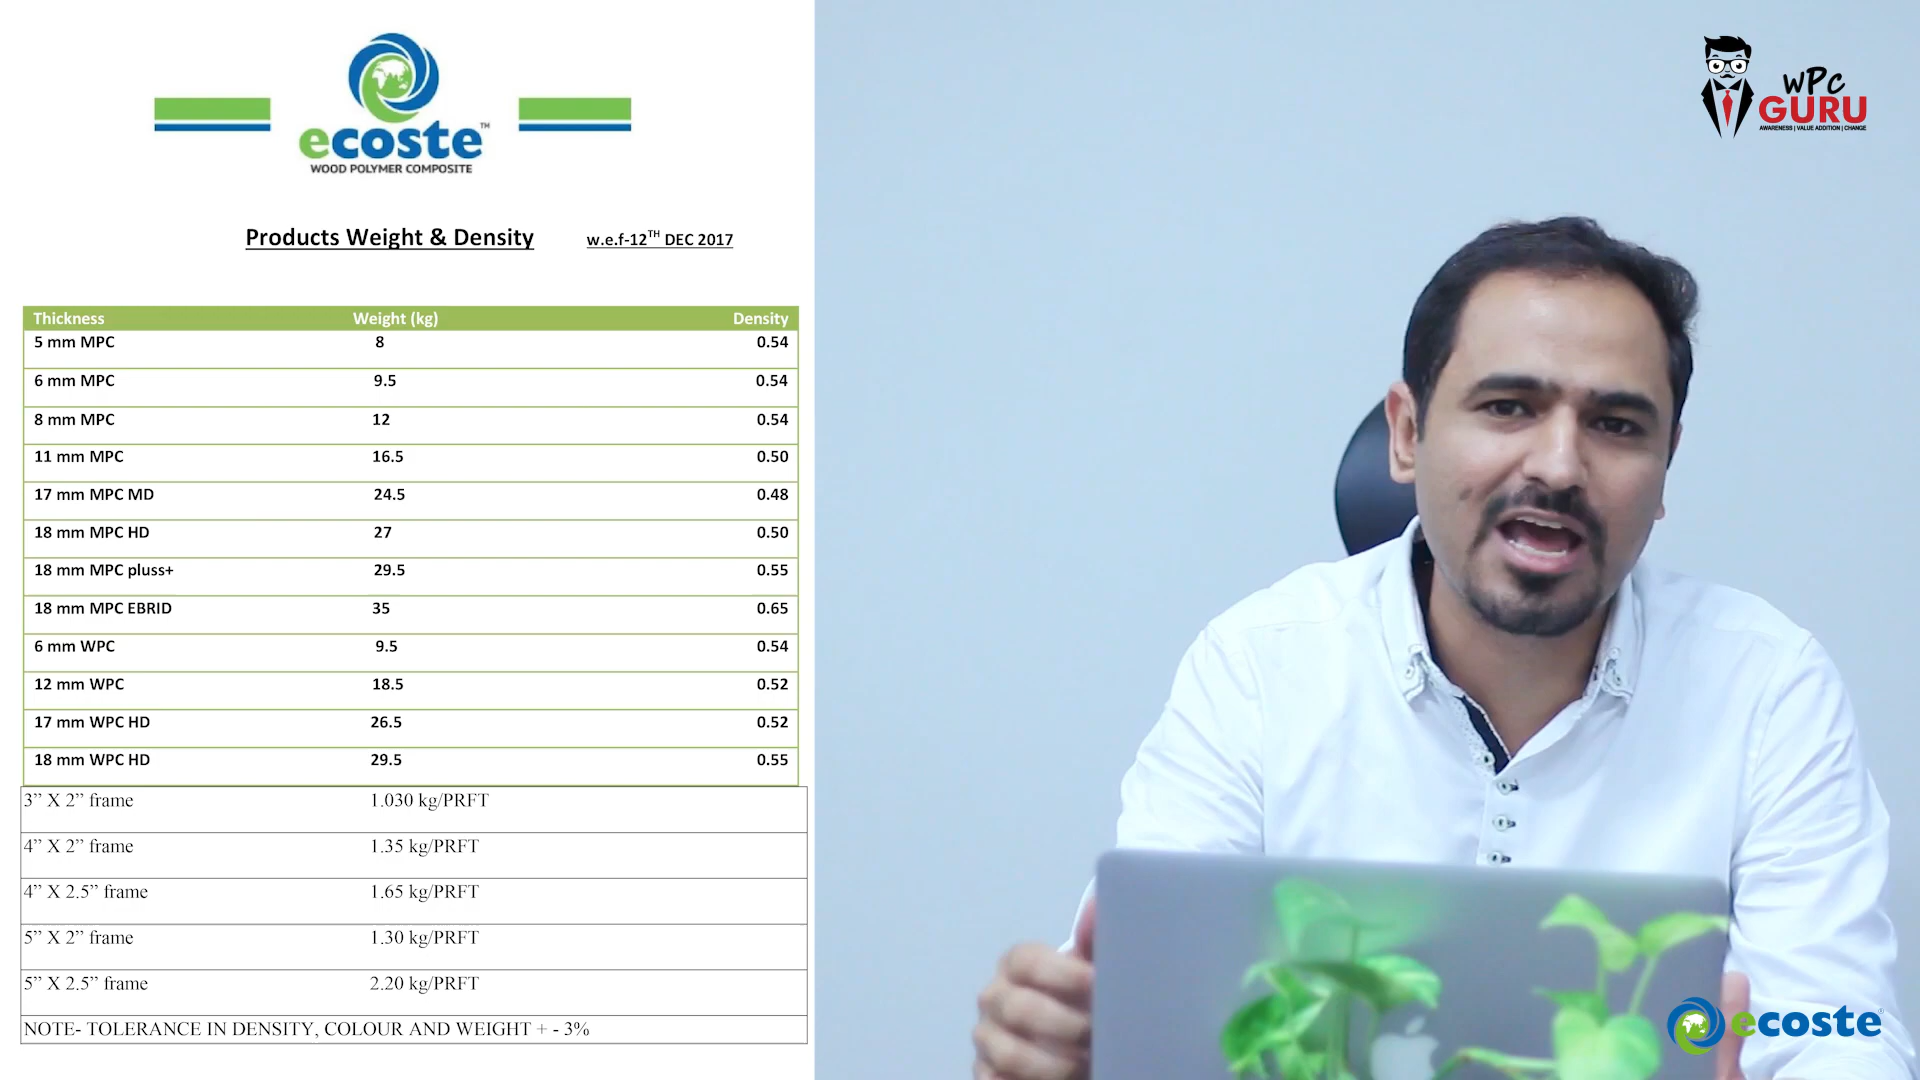 ecoste™
WOOD POLYMER COMPOSITE
Products Weight & Density w.e.f-12TH DEC 2017
Thickness Weight (kg) Density
5 mm MPC 8 0.54
6 mm MPC 9.5 0.54
8 mm MPC 12 0.54
11 mm MPC 16.5 0.50
17 mm MPC MD 24.5 0.48
18 mm MPC HD 27 0.50
18 mm MPC pluss+ 29.5 0.55
18 mm MPC EBRID 35 0.65
6 mm WPC 9.5 0.54
12 mm WPC 18.5 0.52
17 mm WPC HD 26.5 0.52
18 mm WPC HD 29.5 0.55
3” X 2” frame 1.030 kg/PRFT
4” X 2” frame 1.35 kg/PRFT
4” X 2.5” frame 1.65 kg/PRFT
5” X 2” frame 1.30 kg/PRFT
5” X 2.5” frame 2.20 kg/PRFT
NOTE- TOLERANCE IN DENSITY, COLOUR AND WEIGHT + - 3%
WPC
GURU
AWARENESS | VALUE ADDITION | CHANGE
ecoste®